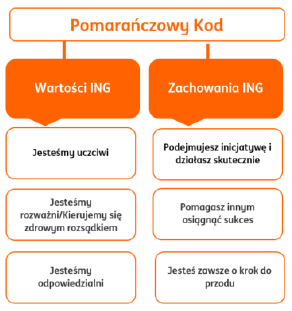 Pomarańczowy Kod
Wartości ING
Zachowania ING
Jesteśmy uczciwi
Podejmujesz inicjatywę i
działasz skutecznie
Jesteśmy
rozważni/Kierujemy się
zdrowym rozsądkiem
Pomagasz innym
osiągnąć sukces
Jesteśmy
odpowiedzialni
Jesteś zawsze o krok do
przodu